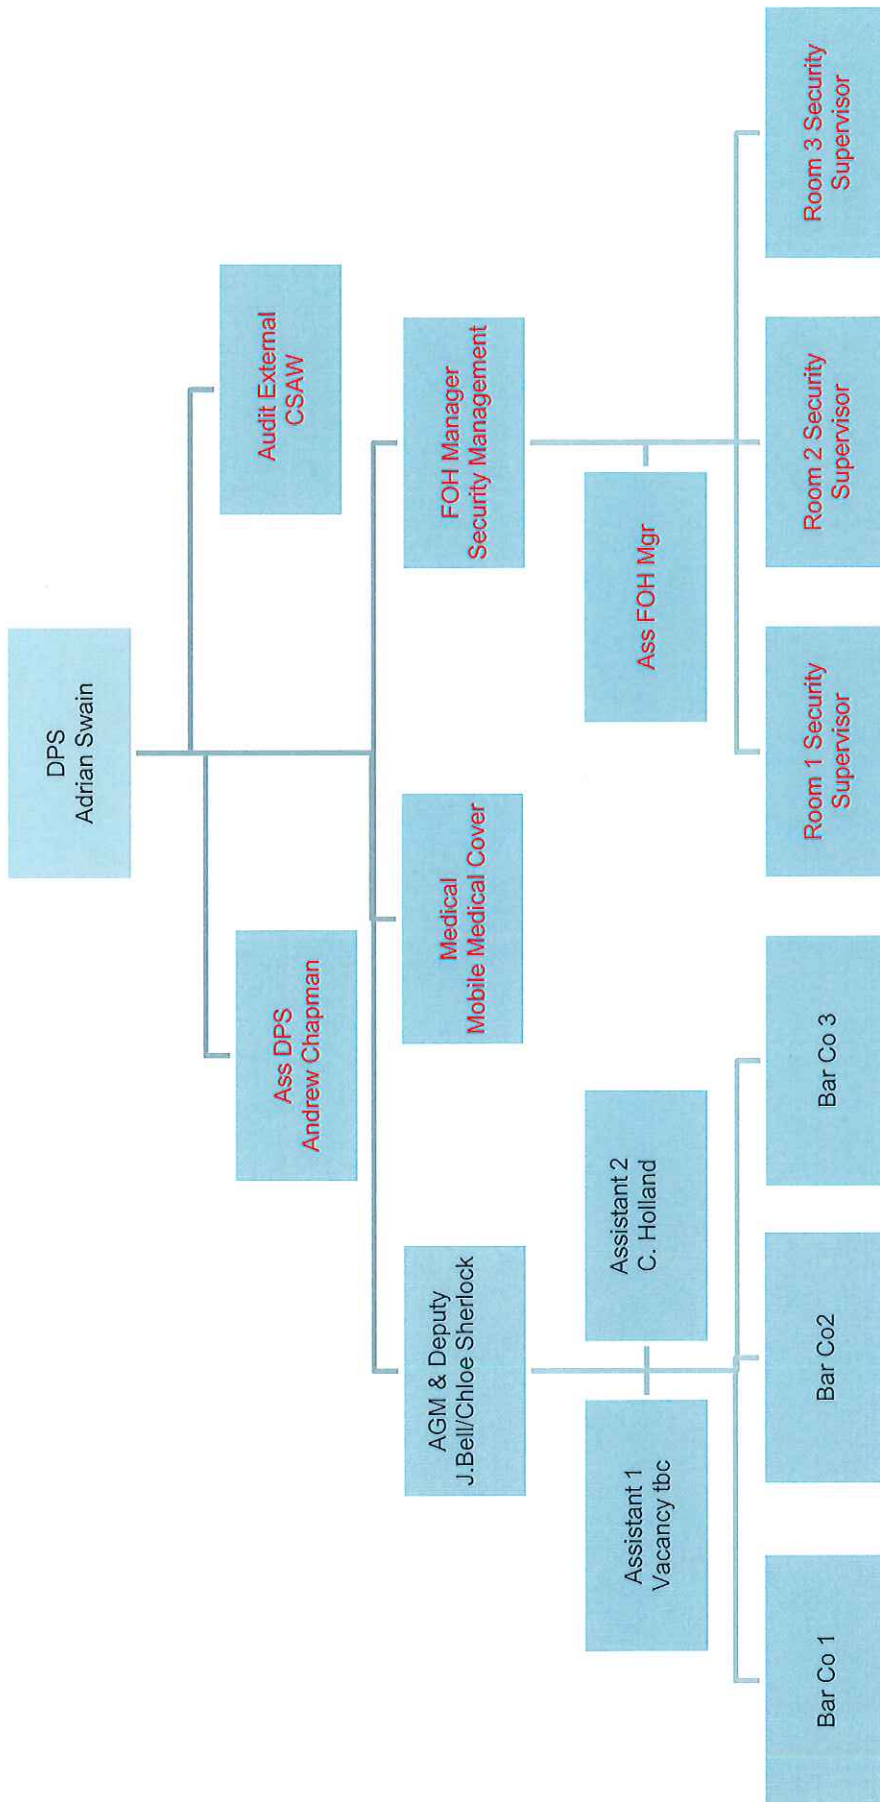 DPS
Adrian Swain
Ass DPS
Andrew Chapman
Audit External
CSAW
AGM & Deputy
J.Bell/Chloe Sherlock
Medical
Mobile Medical Cover
FOH Manager
Security Management
Assistant 1
Vacancy tbc
Assistant 2
C. Holland
Ass FOH Mgr
Bar Co 1
Bar Co2
Bar Co 3
Room 1 Security
Supervisor
Room 2 Security
Supervisor
Room 3 Security
Supervisor